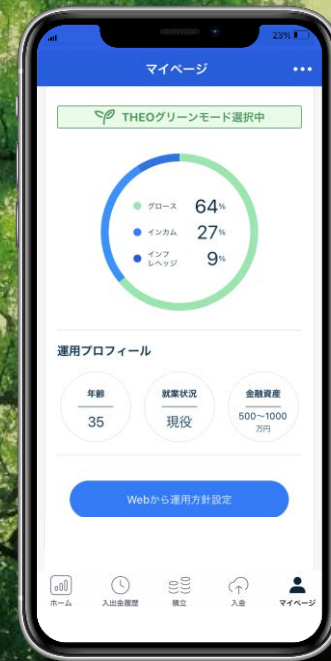 23%
マイページ
THEOグリーンモード選択中
グロース 64%
インカム 27%
インフ
レヘッジ 9%
運用プロフィール
年齢 就業状況 金融資産
35 現役 500〜1000
万円
Webから運用方針設定
ホーム 入出金履歴 積立 入金 マイページ